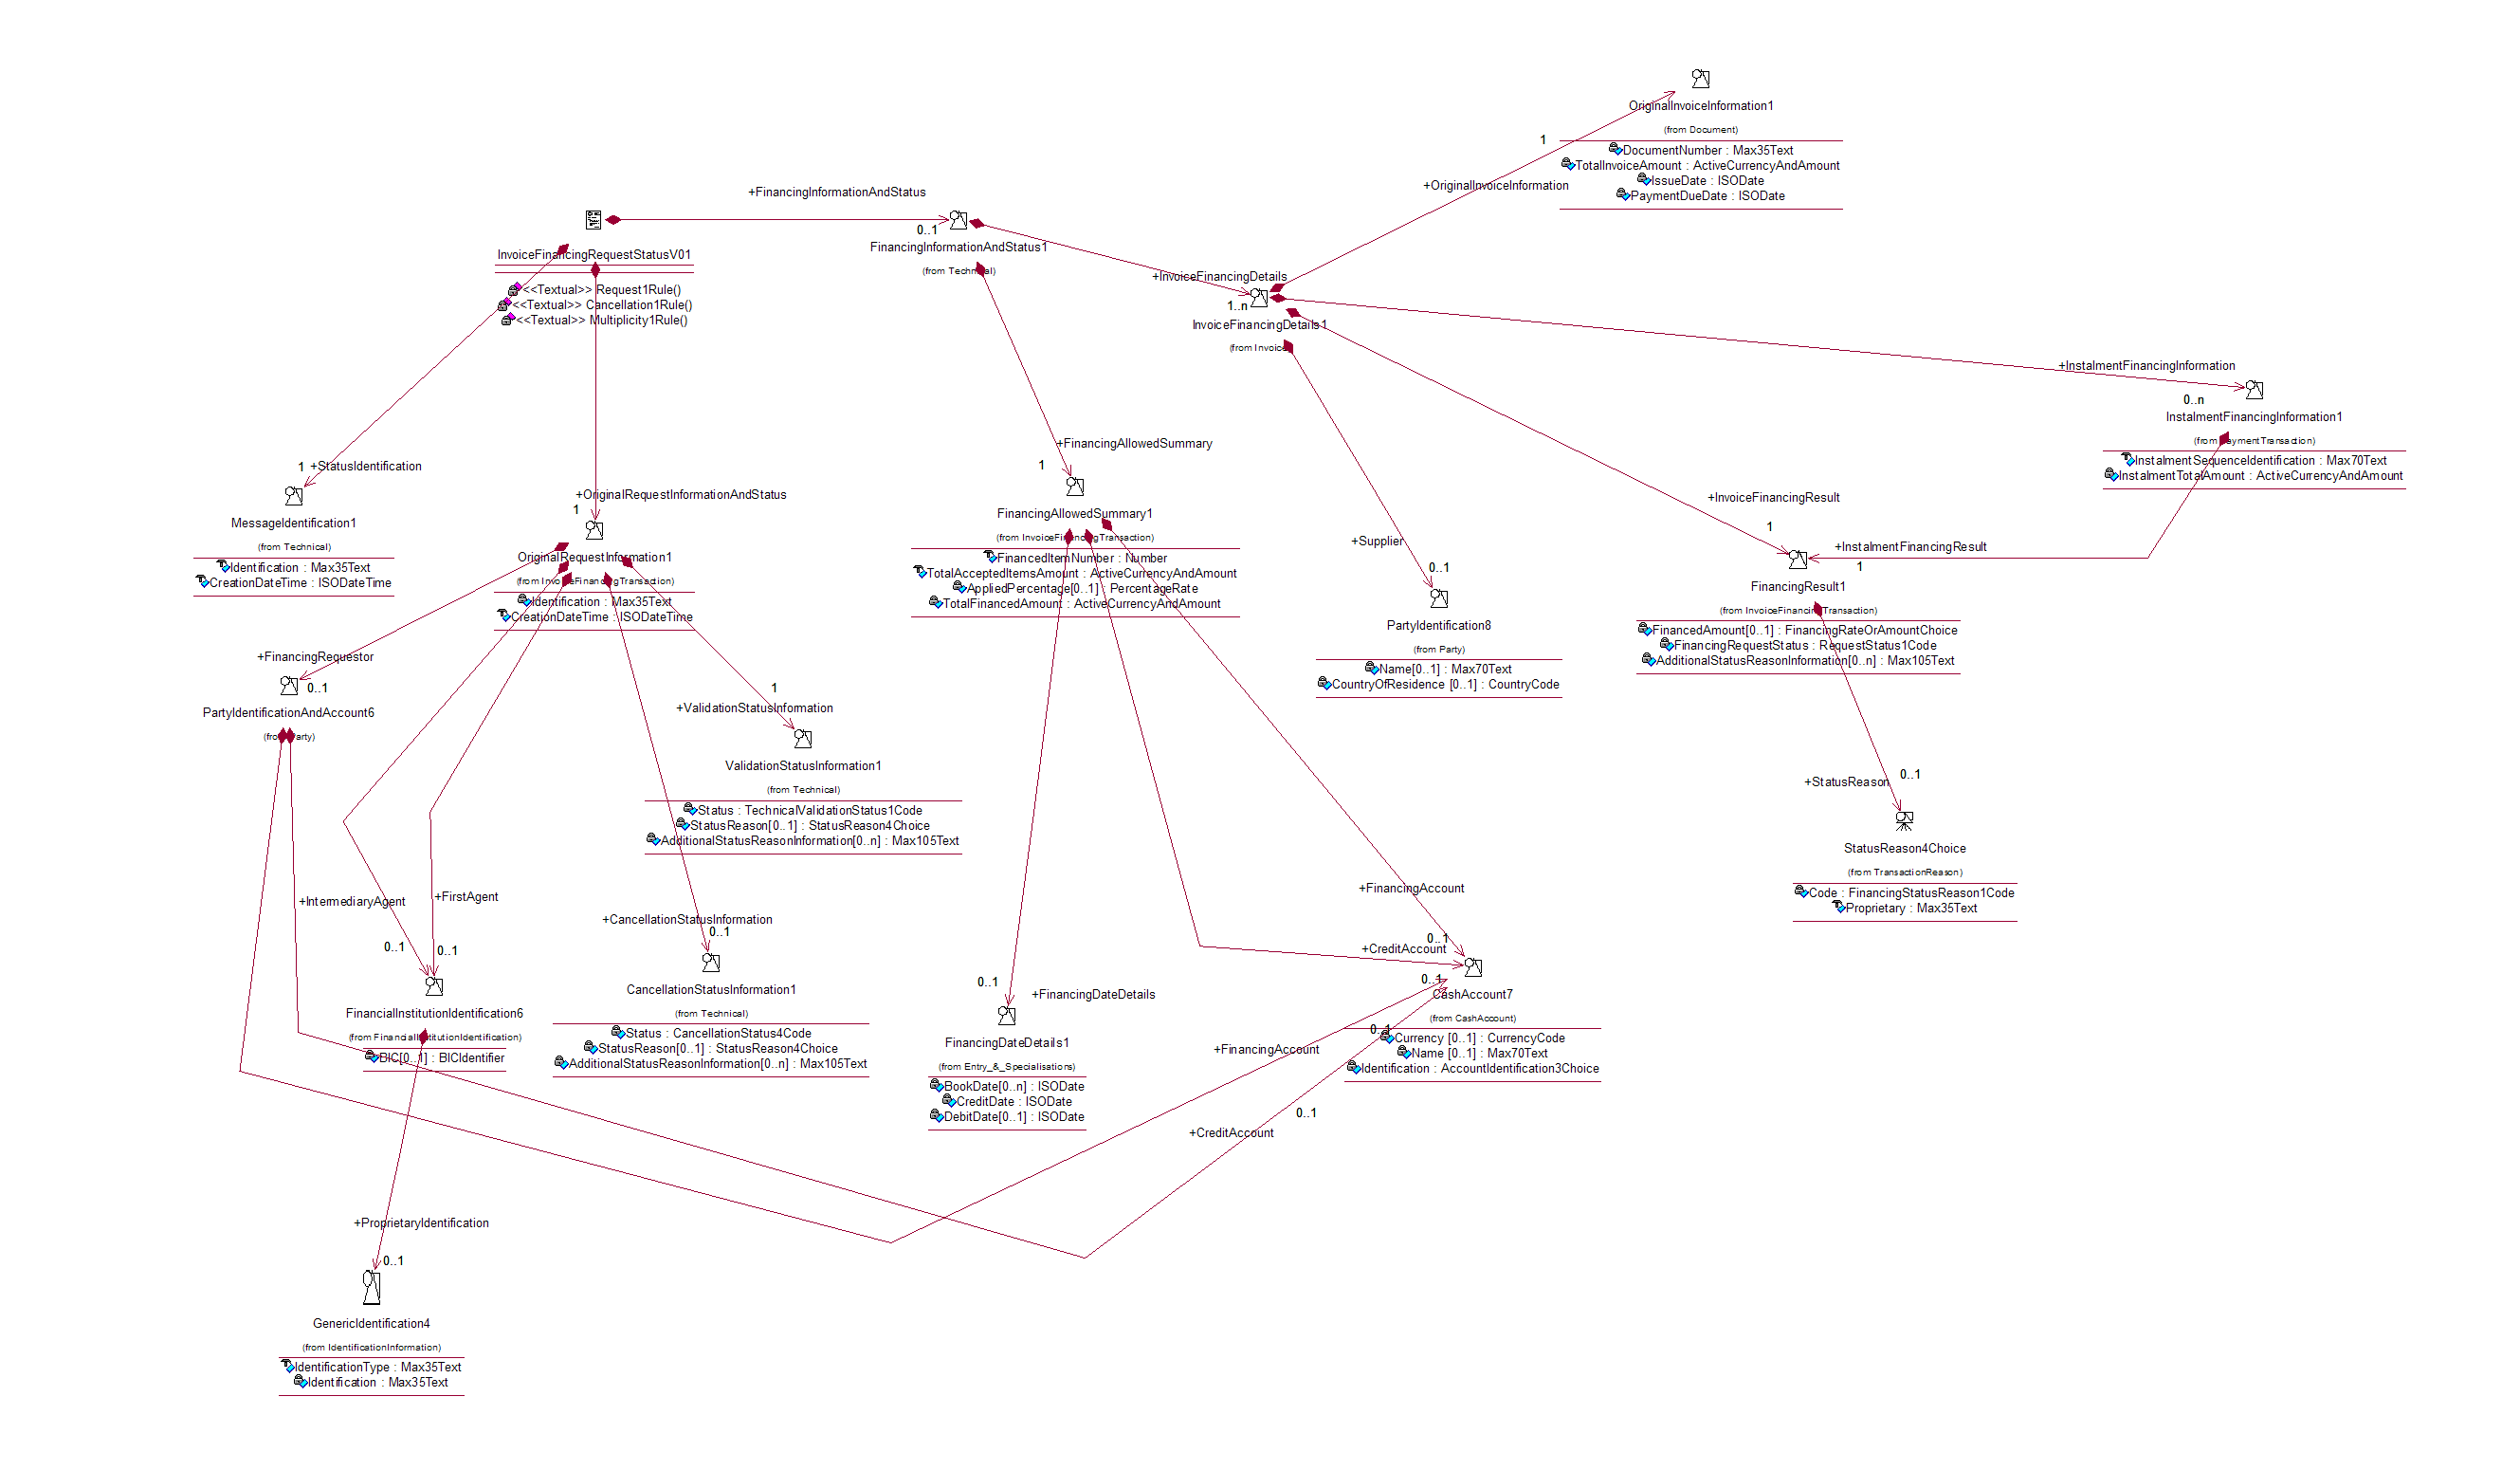 OriginalInvoiceInformation1
(from Document)
DocumentNumber : Max35Text
TotalInvoiceAmount : ActiveCurrencyAndAmount
IssueDate : ISODate
PaymentDueDate : ISODate
1
+OriginalInvoiceInformation
+FinancingInformationAndStatus
0..1
InvoiceFinancingRequestStatusV01
<<Textual>> Request1Rule()
<<Textual>> Cancellation1Rule()
<<Textual>> Multiplicity1Rule()
FinancingInformationAndStatus1
(from Technical)
+InvoiceFinancingDetails
1..n
InvoiceFinancingDetails1
(from Invoice)
+InstalmentFinancingInformation
0..n
InstalmentFinancingInformation1
(from PaymentTransaction)
InstalmentSequenceIdentification : Max70Text
InstalmentTotalAmount : ActiveCurrencyAndAmount
1
+StatusIdentification
MessageIdentification1
(from Technical)
Identification : Max35Text
CreationDateTime : ISODateTime
+OriginalRequestInformationAndStatus
1
OriginalRequestInformation1
(from InvoiceFinancingTransaction)
Identification : Max35Text
CreationDateTime : ISODateTime
+FinancingAllowedSummary
1
FinancingAllowedSummary1
(from InvoiceFinancingTransaction)
FinancedItemNumber : Number
TotalAcceptedItemsAmount : ActiveCurrencyAndAmount
AppliedPercentage[0..1] : PercentageRate
TotalFinancedAmount : ActiveCurrencyAndAmount
+Supplier
0..1
PartyIdentification8
(from Party)
Name[0..1] : Max70Text
CountryOfResidence [0..1] : CountryCode
+InvoiceFinancingResult
1
+InstalmentFinancingResult
1
FinancingResult1
(from InvoiceFinancingTransaction)
FinancedAmount[0..1] : FinancingRateOrAmountChoice
FinancingRequestStatus : RequestStatus1Code
AdditionalStatusReasonInformation[0..n] : Max105Text
+FinancingRequestor
0..1
PartyIdentificationAndAccount6
(from Party)
1
+ValidationStatusInformation
ValidationStatusInformation1
(from Technical)
Status : TechnicalValidationStatus1Code
StatusReason[0..1] : StatusReason4Choice
AdditionalStatusReasonInformation[0..n] : Max105Text
+StatusReason
0..1
StatusReason4Choice
(from TransactionReason)
Code : FinancingStatusReason1Code
Proprietary : Max35Text
+IntermediaryAgent
+FirstAgent
0..1
0..1
FinancialInstitutionIdentification6
(from FinancialInstitutionIdentification)
BIC[0..1] : BICIdentifier
+CancellationStatusInformation
0..1
CancellationStatusInformation1
(from Technical)
Status : CancellationStatus4Code
StatusReason[0..1] : StatusReason4Choice
AdditionalStatusReasonInformation[0..n] : Max105Text
0..1
+FinancingDateDetails
FinancingDateDetails1
(from Entry_&_Specialisations)
BookDate[0..n] : ISODate
CreditDate : ISODate
DebitDate[0..1] : ISODate
+FinancingAccount
0..1
+CreditAccount
0..1
CashAccount7
(from CashAccount)
Currency [0..1] : CurrencyCode
Name [0..1] : Max70Text
Identification : AccountIdentification3Choice
0..1
+FinancingAccount
0..1
+CreditAccount
+ProprietaryIdentification
0..1
GenericIdentification4
(from IdentificationInformation)
IdentificationType : Max35Text
Identification : Max35Text